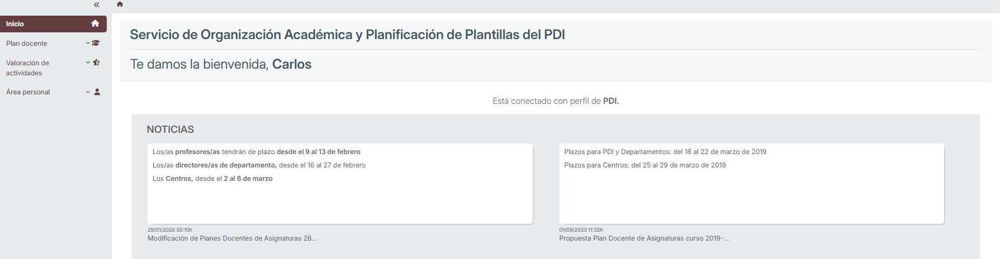 Inicio
Plan docente
Valoración de
actividades
Área personal
Servicio de Organización Académica y Planificación de Plantillas del PDI
Te damos la bienvenida, Carlos
Está conectado con perfil de PDI.
NOTICIAS
Los/as profesores/as tendrán de plazo desde el 9 al 13 de febrero
Los/as directores/as de departamento, desde el 16 al 27 de febrero
Los Centros, desde el 2 al 6 de marzo
29/01/2026 05:10h
Modificación de Planes Docentes de Asignaturas 26...
Plazos para PDI y Departamentos: del 18 al 22 de marzo de 2019
Plazos para Centros: del 25 al 29 de marzo de 2019
01/09/2023 11:32h
Propuesta Plan Docente de Asignaturas curso 2019-...